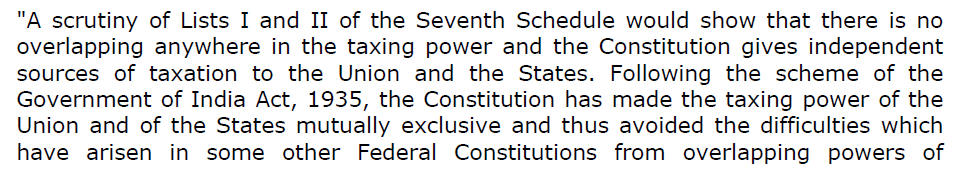 "A scrutiny of Lists I and II of the Seventh Schedule would show that there is no
overlapping anywhere in the taxing power and the Constitution gives independent
sources of taxation to the Union and the States. Following the scheme of the
Government of India Act, 1935, the Constitution has made the taxing power of the
Union and of the States mutually exclusive and thus avoided the difficulties which
have arisen in some other Federal Constitutions from overlapping powers of